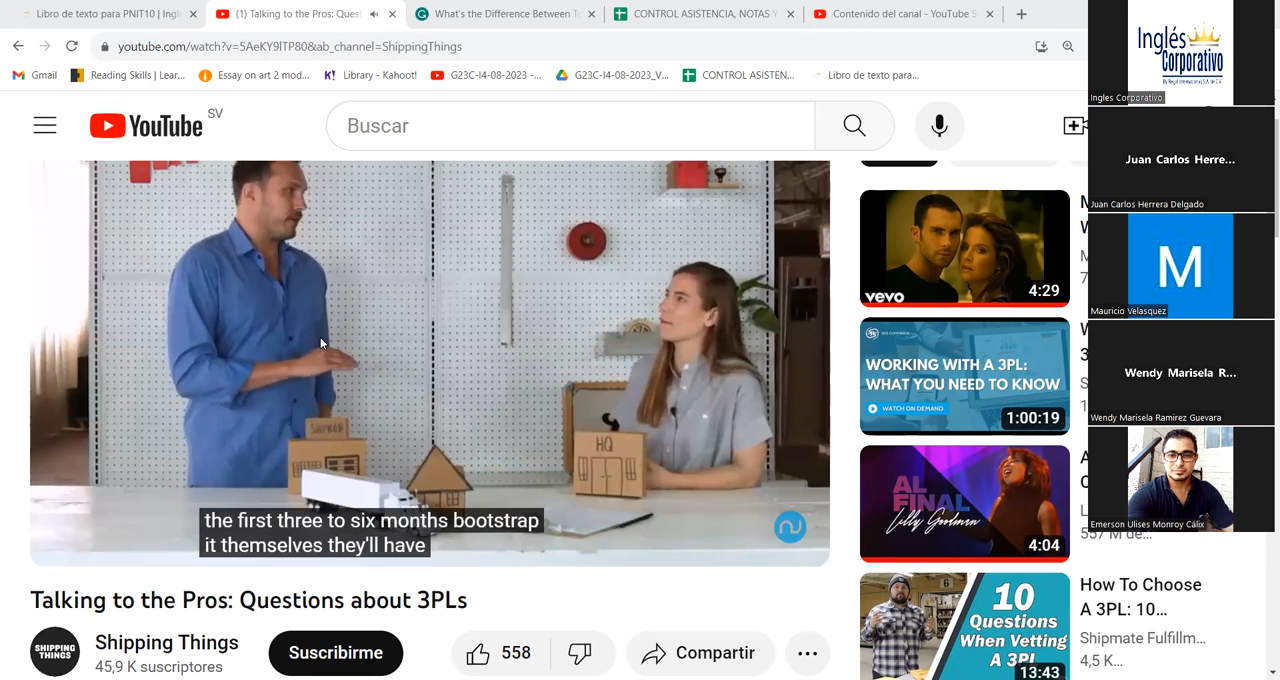 Libro de texto para PNIT10 | Ingl
(1) Talking to the Pros: Quest
What's the Difference Between Te
CONTROL ASISTENCIA, NOTAS Y
Contenido del canal - YouTube S
youtube.com/watch?v=5AeKY9lTP80&ab_channel=ShippingThings
Gmail
Reading Skills | Lear...
Essay on art 2 mod...
Library - Kahoot!
G23C-I4-08-2023 -...
G23C-I4-08-2023_V...
CONTROL ASISTEN...
Libro de texto para...
YouTube
SV
Buscar
HQ
the first three to six months bootstrap
it themselves they'll have
Talking to the Pros: Questions about 3PLs
SHIPPING
THINGS
Shipping Things
45,9 K suscriptores
Suscribirme
558
Compartir
vevo
4:29
WORKING WITH A 3PL:
WHAT YOU NEED TO KNOW
WATCH ON DEMAND
1:00:19
AL
FINAL
Lilly Goodman
4:04
557 M de...
6
10
Questions
When Vetting
A 3PL
13:43
How To Choose
A 3PL: 10...
Shipmate Fulfillm...
4,5 K...
Inglés
Corporativo
Ingles Corporativo
Juan Carlos Herre...
Juan Carlos Herrera Delgado
M
Mauricio Velasquez
Wendy Marisela R...
Wendy Marisela Ramirez Guevara
Emerson Ulises Monroy Cálix